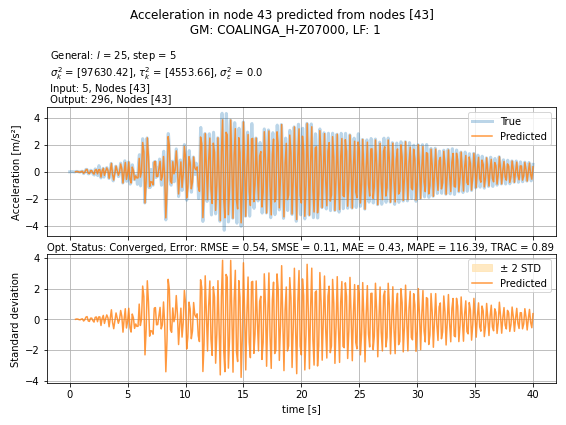 Acceleration in node 43 predicted from nodes [43]
GM: COALINGA_H-Z07000, LF: 1
General: l = 25, step = 5
σ²ₖ = [97630.42], τ²ₖ = [4553.66], σ²ε = 0.0
Input: 5, Nodes [43]
Output: 296, Nodes [43]
Acceleration [m/s²]
4
2
0
−2
−4
True
Predicted
Opt. Status: Converged, Error: RMSE = 0.54, SMSE = 0.11, MAE = 0.43, MAPE = 116.39, TRAC = 0.89
Standard deviation
4
2
0
−2
−4
± 2 STD
Predicted
0 5 10 15 20 25 30 35 40
time [s]